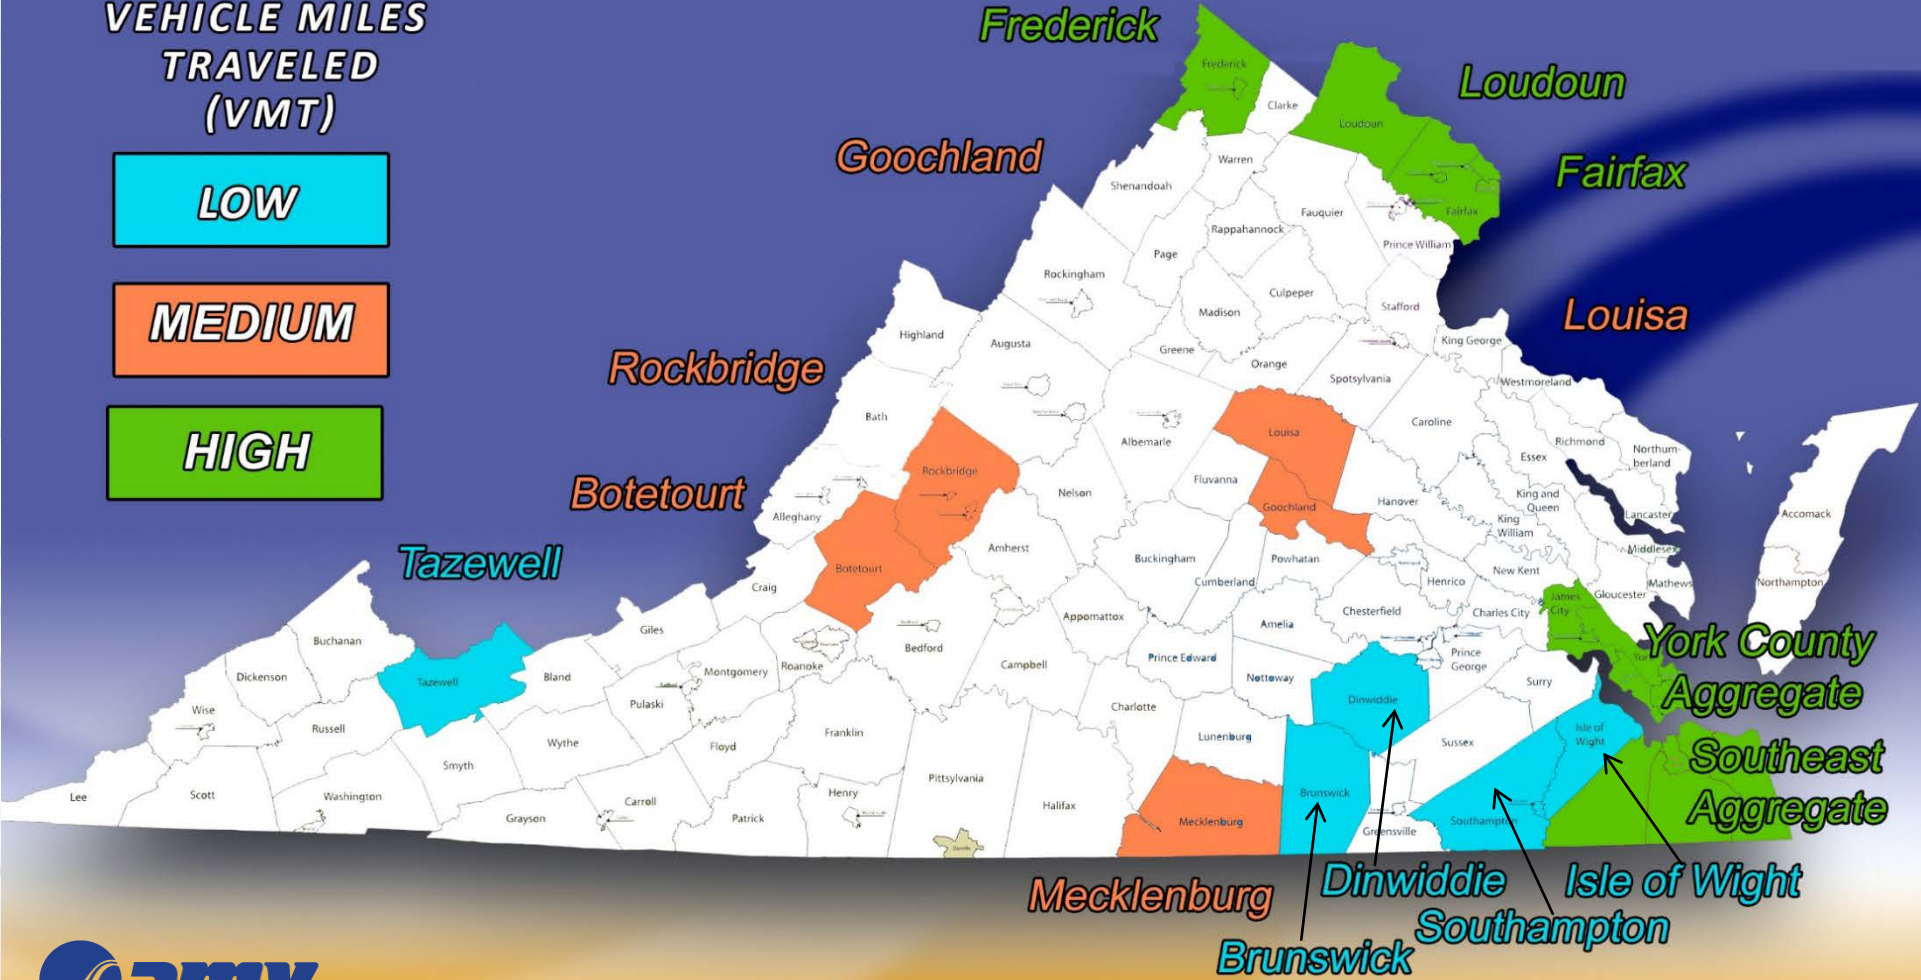 VEHICLE MILES
TRAVELED
(VMT)
LOW
MEDIUM
HIGH
Frederick
Loudoun
Fairfax
Goochland
Louisa
Rockbridge
Botetourt
Tazewell
York County
Aggregate
Southeast
Aggregate
Mecklenburg
Dinwiddie
Isle of Wight
Southampton
Brunswick
Frederick
Clarke
Loudoun
Warren
Shenandoah
Fauquier
Fairfax
Rappahannock
Prince William
Page
Rockingham
Culpeper
Madison
Stafford
Highland
Augusta
Greene
King George
Orange
Spotsylvania
Westmoreland
Bath
Albemarle
Louisa
Caroline
Richmond
Essex
Northum-
berland
Rockbridge
Nelson
Fluvanna
Goochland
Hanover
King and
Queen
King
William
Lancaster
Accomack
Alleghany
Amherst
Buckingham
Powhatan
Middlesex
Botetourt
Cumberland
Henrico
New Kent
Mathews
Northampton
Craig
James
City
Gloucester
Chesterfield
Charles City
Appomattox
Amelia
Giles
Buchanan
Bedford
Prince Edward
Prince
George
York
Roanoke
Montgomery
Campbell
Dickenson
Tazewell
Bland
Nottoway
Surry
Wise
Pulaski
Charlotte
Dinwiddie
Russell
Franklin
Lunenburg
Isle of
Wight
Wythe
Floyd
Sussex
Smyth
Pittsylvania
Lee
Scott
Washington
Carroll
Henry
Halifax
Brunswick
Grayson
Patrick
Mecklenburg
Southampton
Greensville
DMV